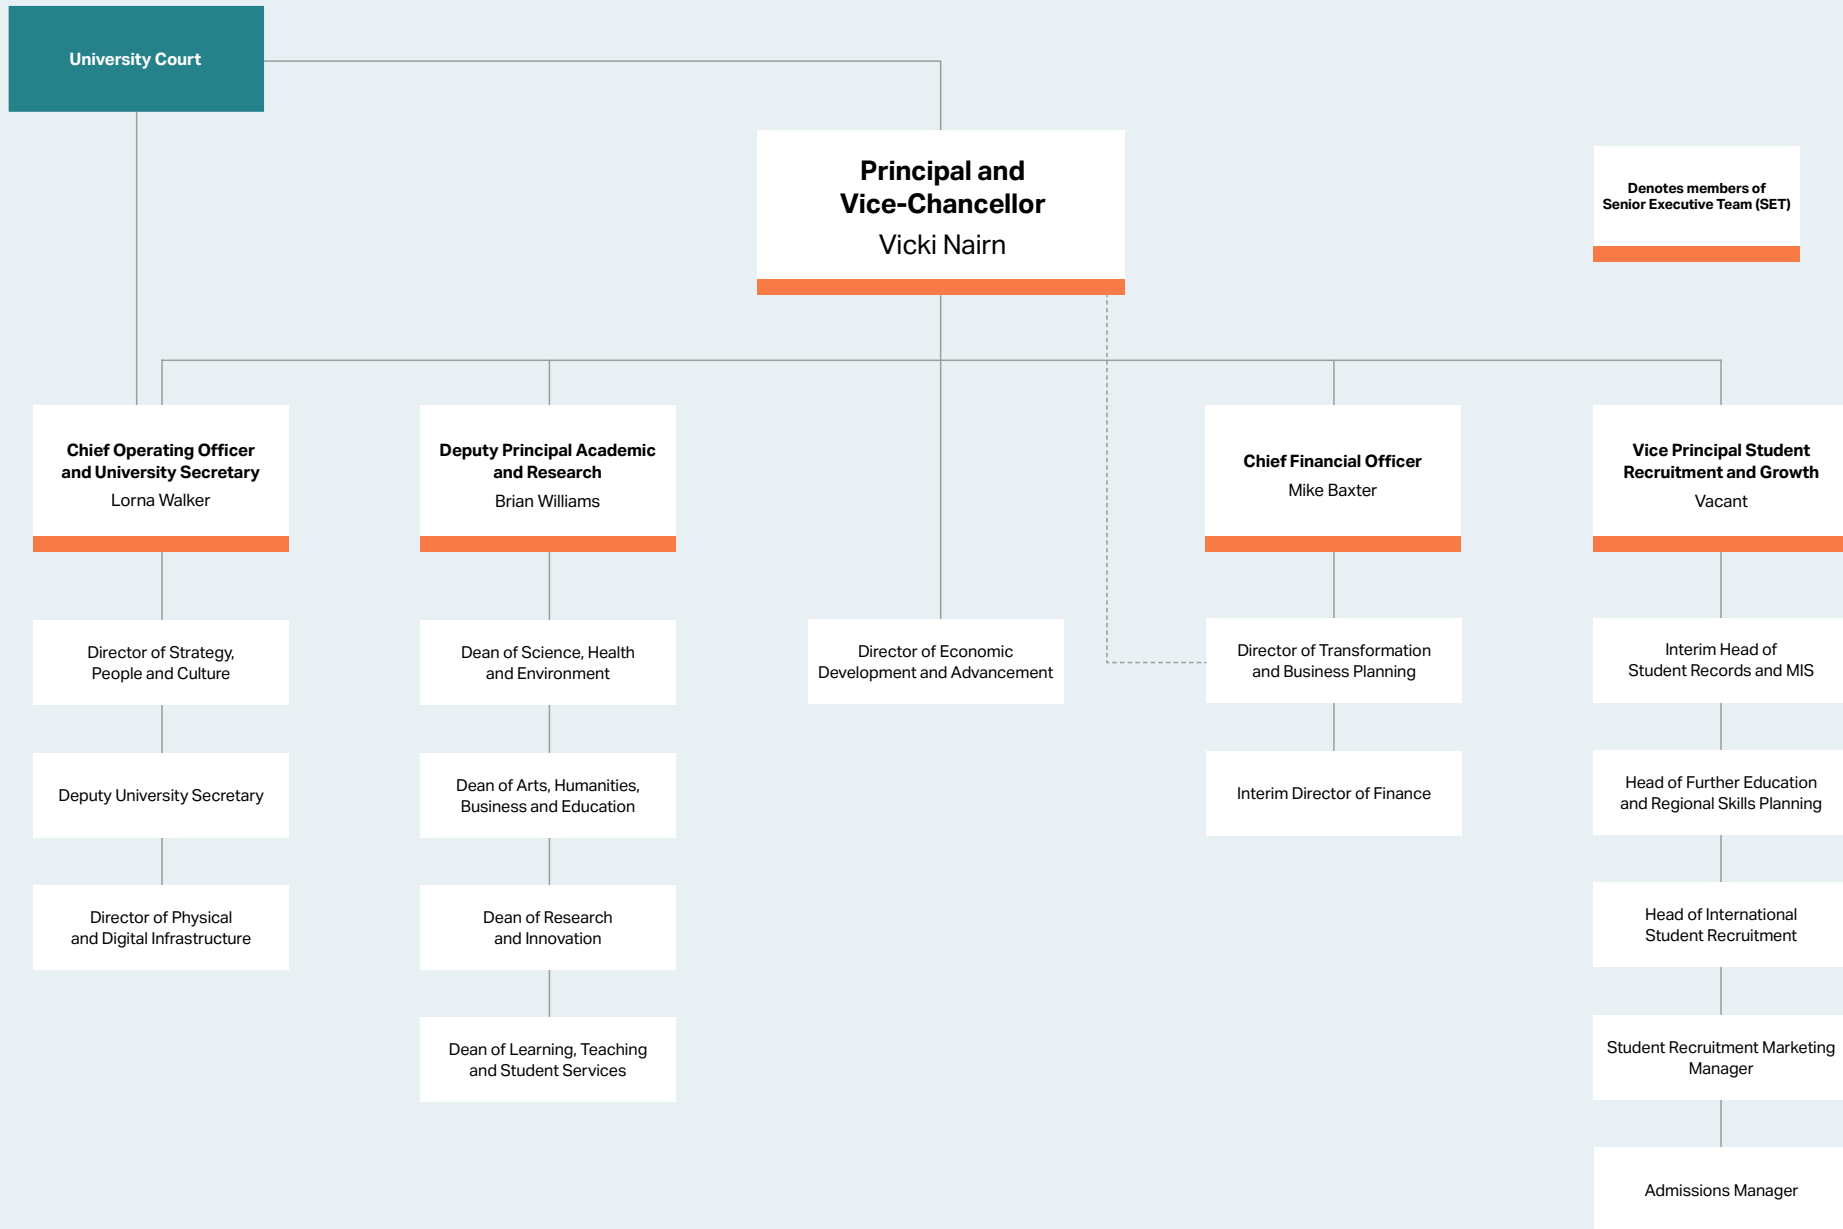 University Court
Principal and
Vice-Chancellor
Vicki Nairn
Denotes members of
Senior Executive Team (SET)
Chief Operating Officer
and University Secretary
Lorna Walker
Deputy Principal Academic
and Research
Brian Williams
Chief Financial Officer
Mike Baxter
Vice Principal Student
Recruitment and Growth
Vacant
Director of Strategy,
People and Culture
Deputy University Secretary
Director of Physical
and Digital Infrastructure
Dean of Science, Health
and Environment
Dean of Arts, Humanities,
Business and Education
Dean of Research
and Innovation
Dean of Learning, Teaching
and Student Services
Director of Economic
Development and Advancement
Director of Transformation
and Business Planning
Interim Director of Finance
Interim Head of
Student Records and MIS
Head of Further Education
and Regional Skills Planning
Head of International
Student Recruitment
Student Recruitment Marketing
Manager
Admissions Manager